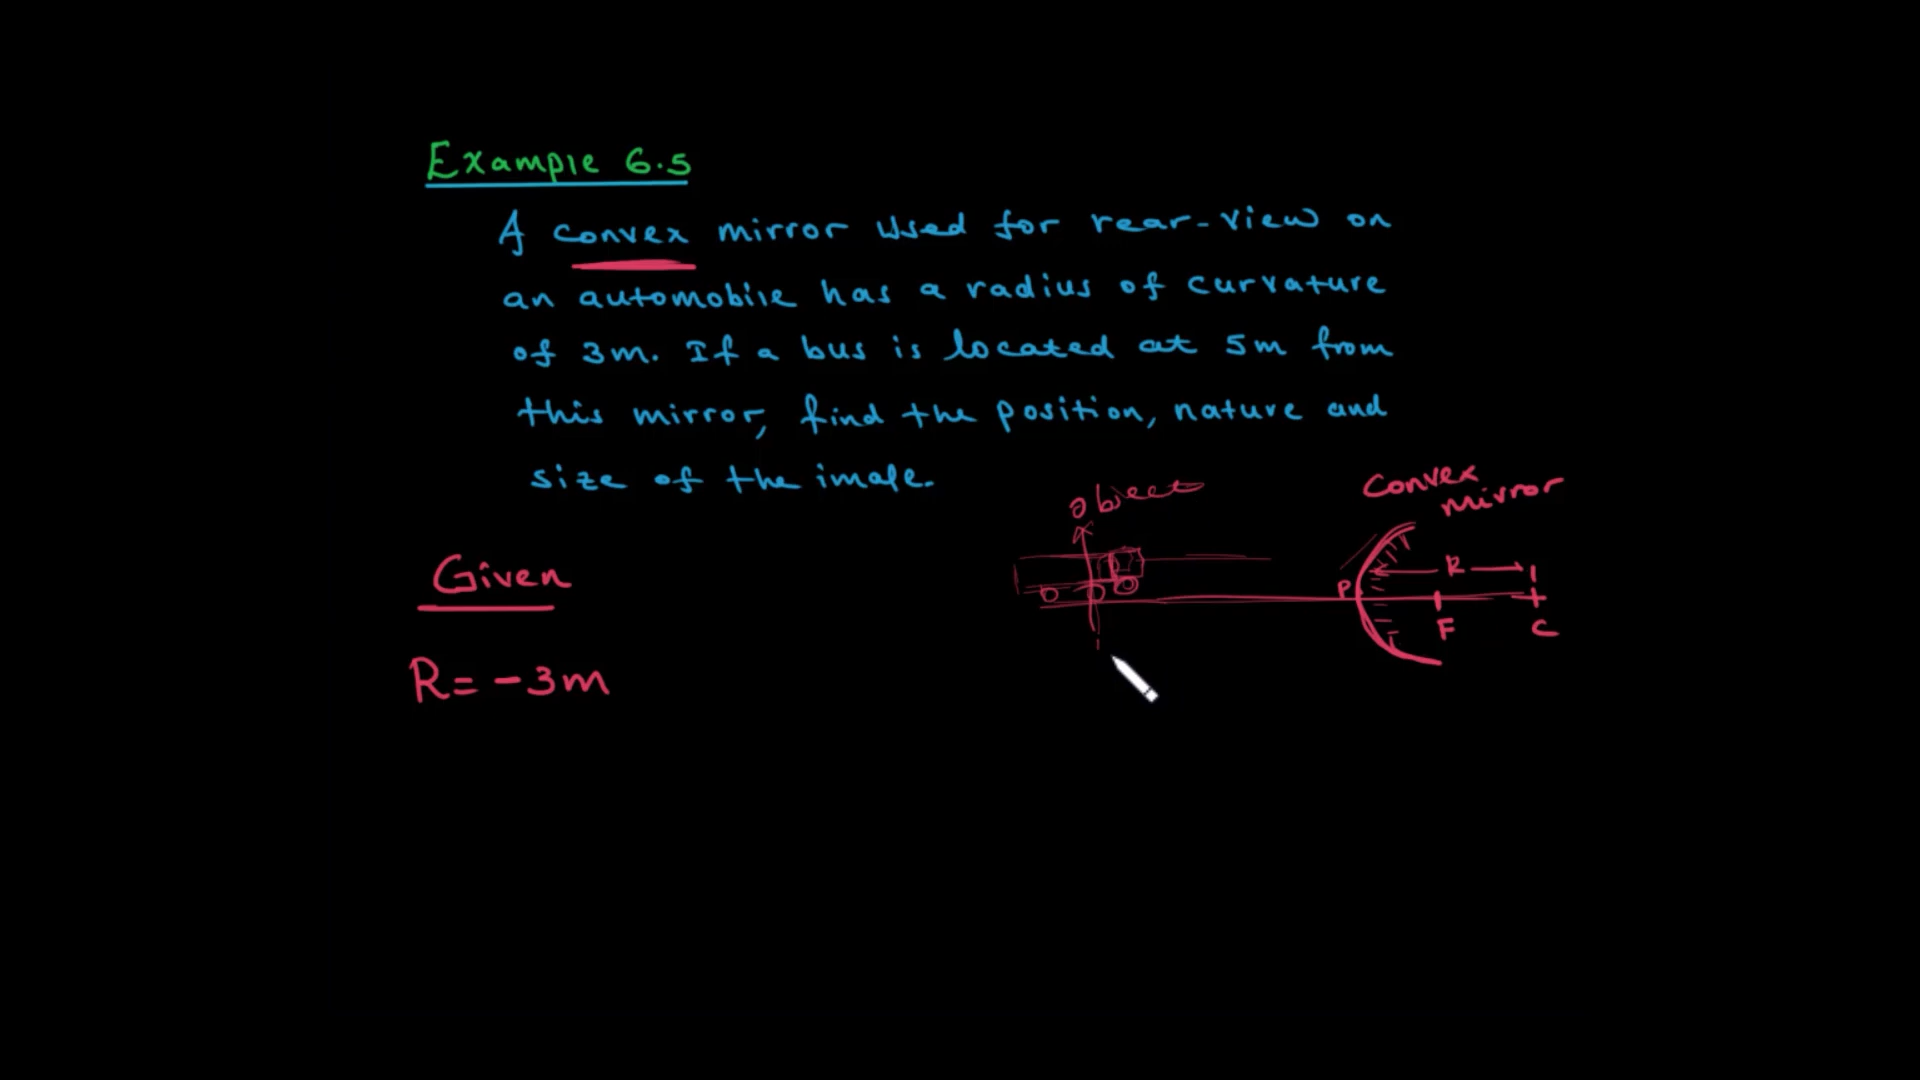 Example 6.5
A convex mirror used for rear-view on
an automobile has a radius of curvature
of 3m. If a bus is located at 5m from
this mirror, find the position, nature and
size of the image.
object
Convex
mirror
Given
R
P
F
C
R = -3m